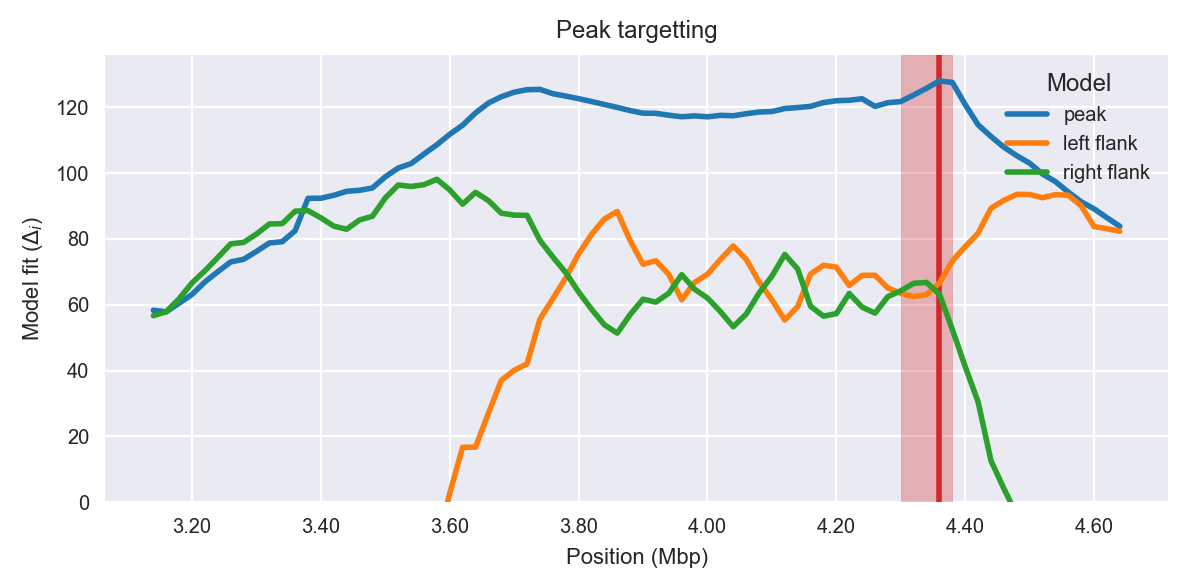 Peak targetting
Model fit (Δi)
120
100
80
60
40
20
0
Model
peak
left flank
right flank
3.20 3.40 3.60 3.80 4.00 4.20 4.40 4.60
Position (Mbp)